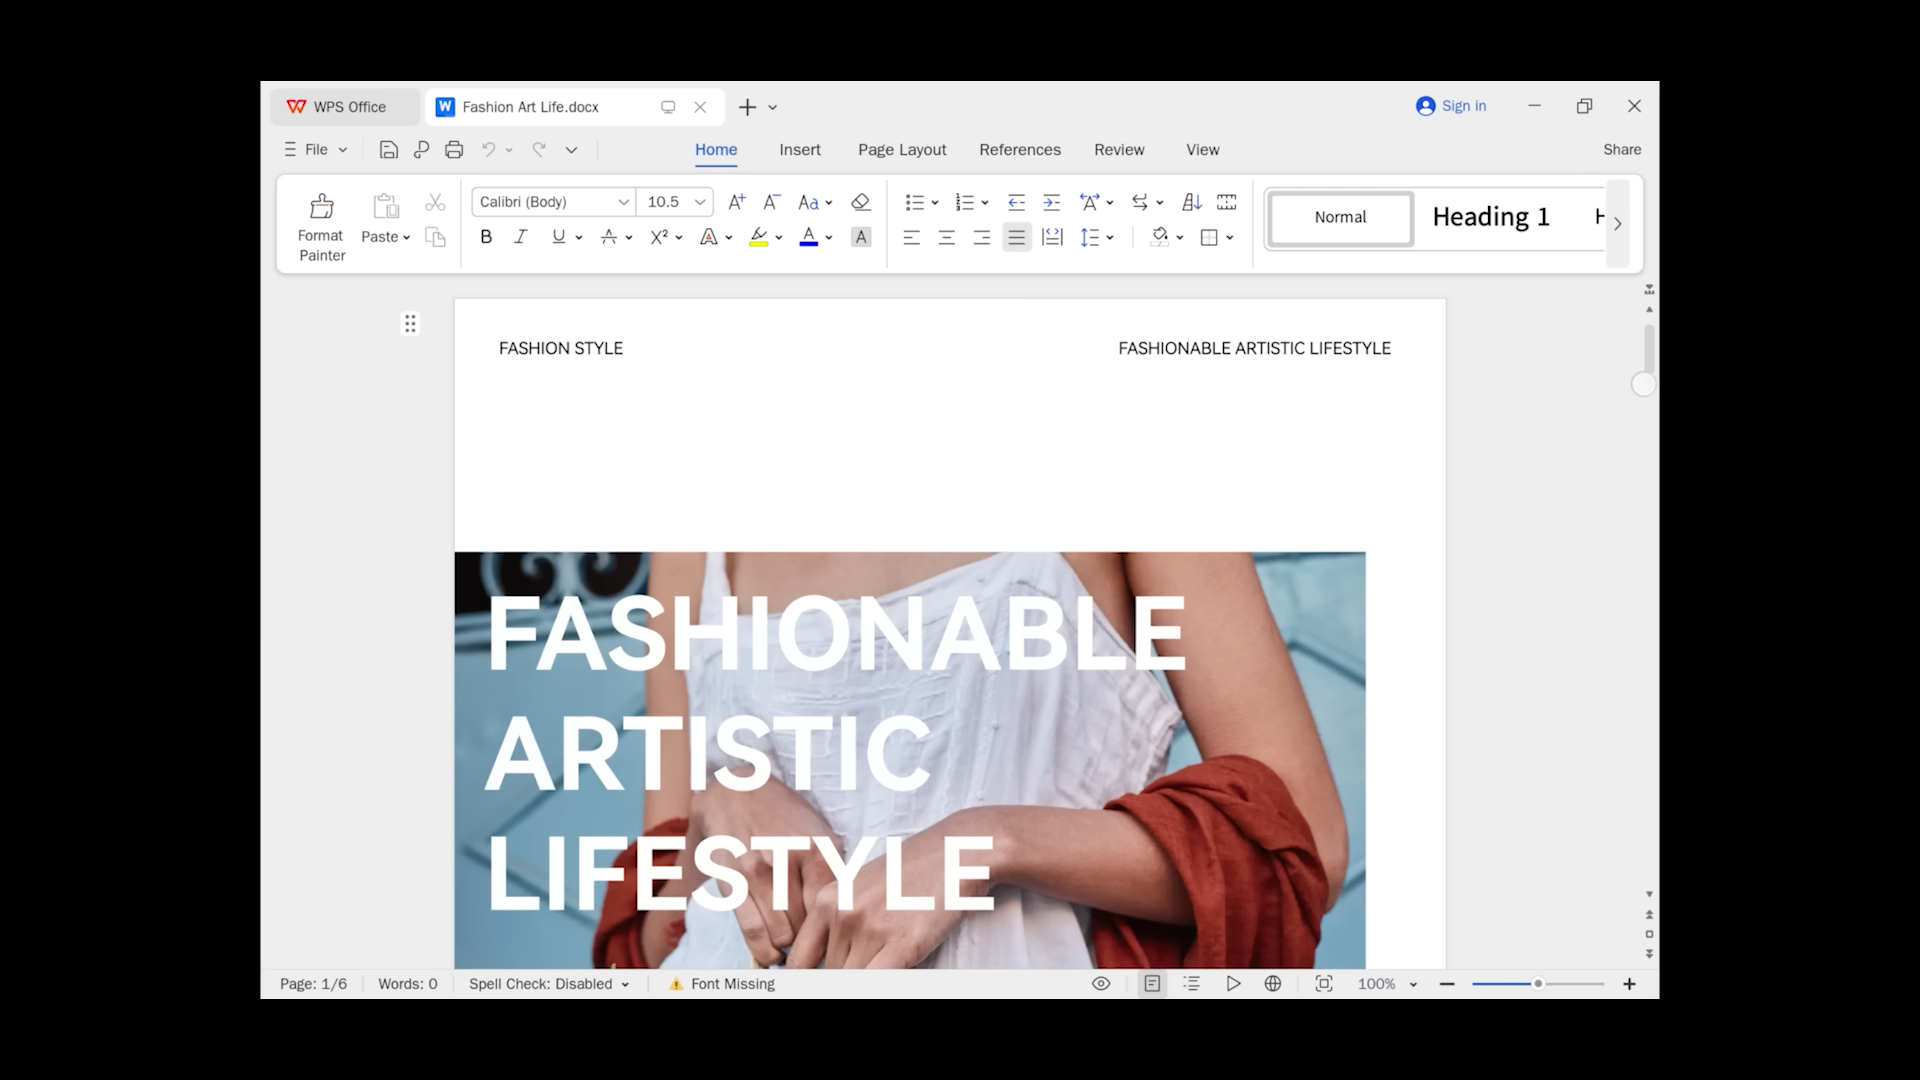 WPS Office
W Fashion Art Life.docx
Sign in
File
Home Insert Page Layout References Review View
Share
Format Painter
Paste
Calibri (Body) 10.5
Aa
B I U A X² A A A
Normal
Heading 1
FASHION STYLE
FASHIONABLE ARTISTIC LIFESTYLE
FASHIONABLE
ARTISTIC
LIFESTYLE
Page: 1/6 Words: 0 Spell Check: Disabled Font Missing
100%